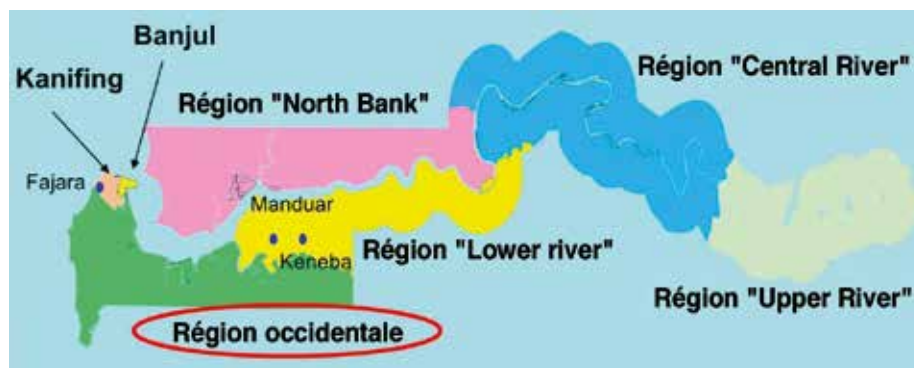 Banjul
Kanifing
Région "Central River"
Région "North Bank"
Fajara
Manduar
Région "Lower river"
Keneba
Région "Upper River"
Région occidentale